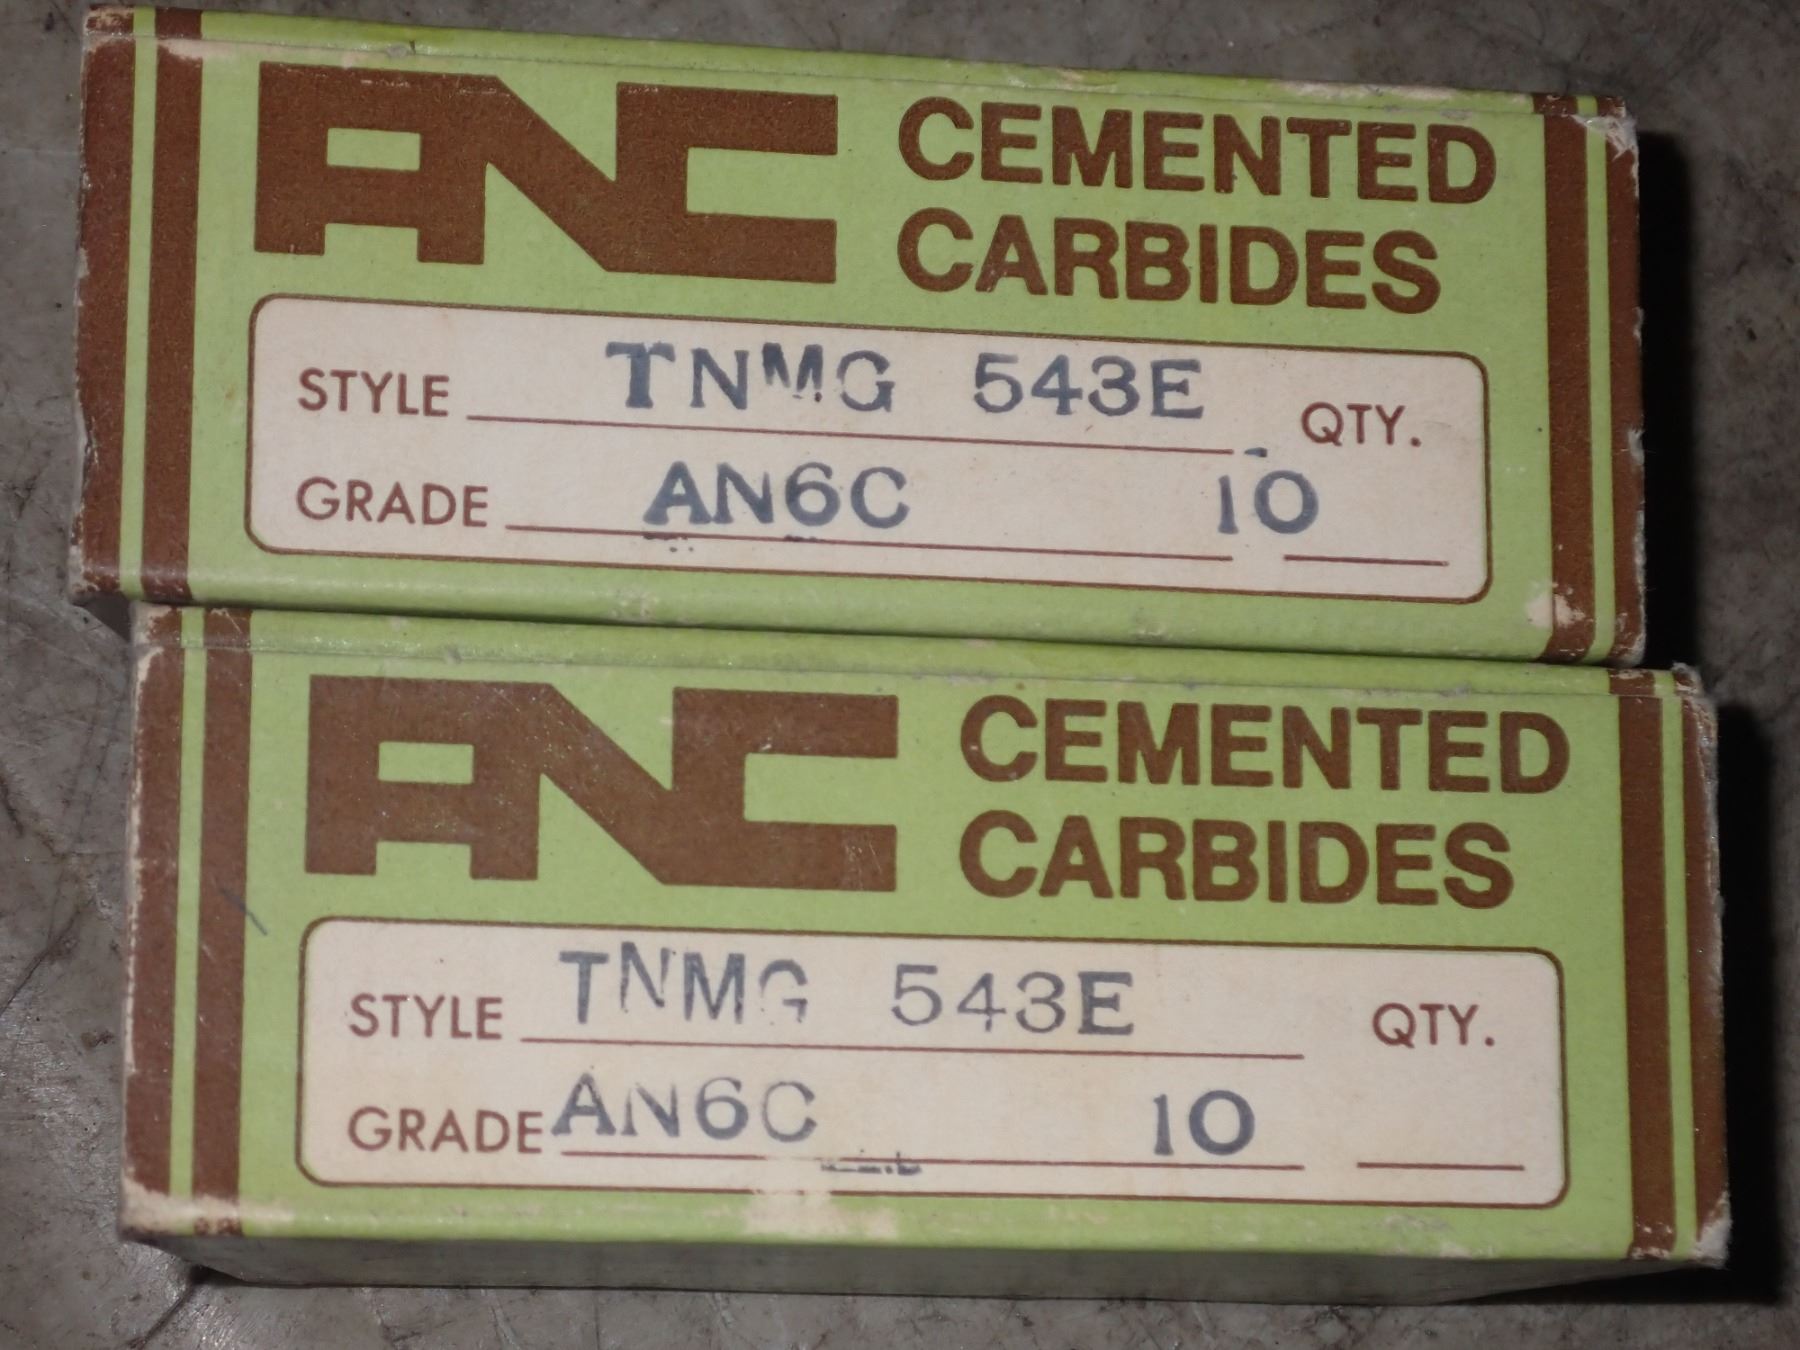 ANC CEMENTED
CARBIDES
STYLE TNMG 543E QTY.
GRADE AN6C 10
ANC CEMENTED
CARBIDES
STYLE TNMG 543E QTY.
GRADE AN6C 10